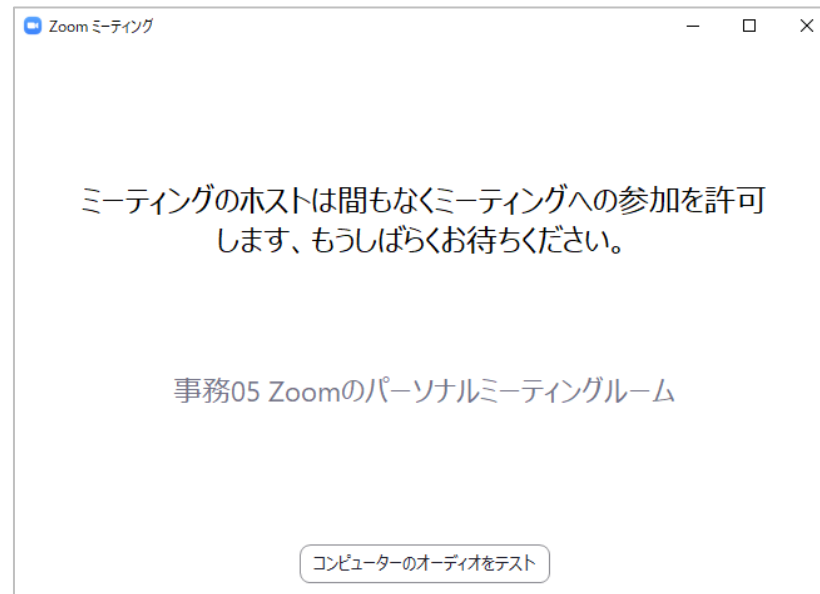 Zoom ミーティング
ミーティングのホストは間もなくミーティングへの参加を許可
します、もうしばらくお待ちください。
事務05 Zoomのパーソナルミーティングルーム
コンピューターのオーディオをテスト